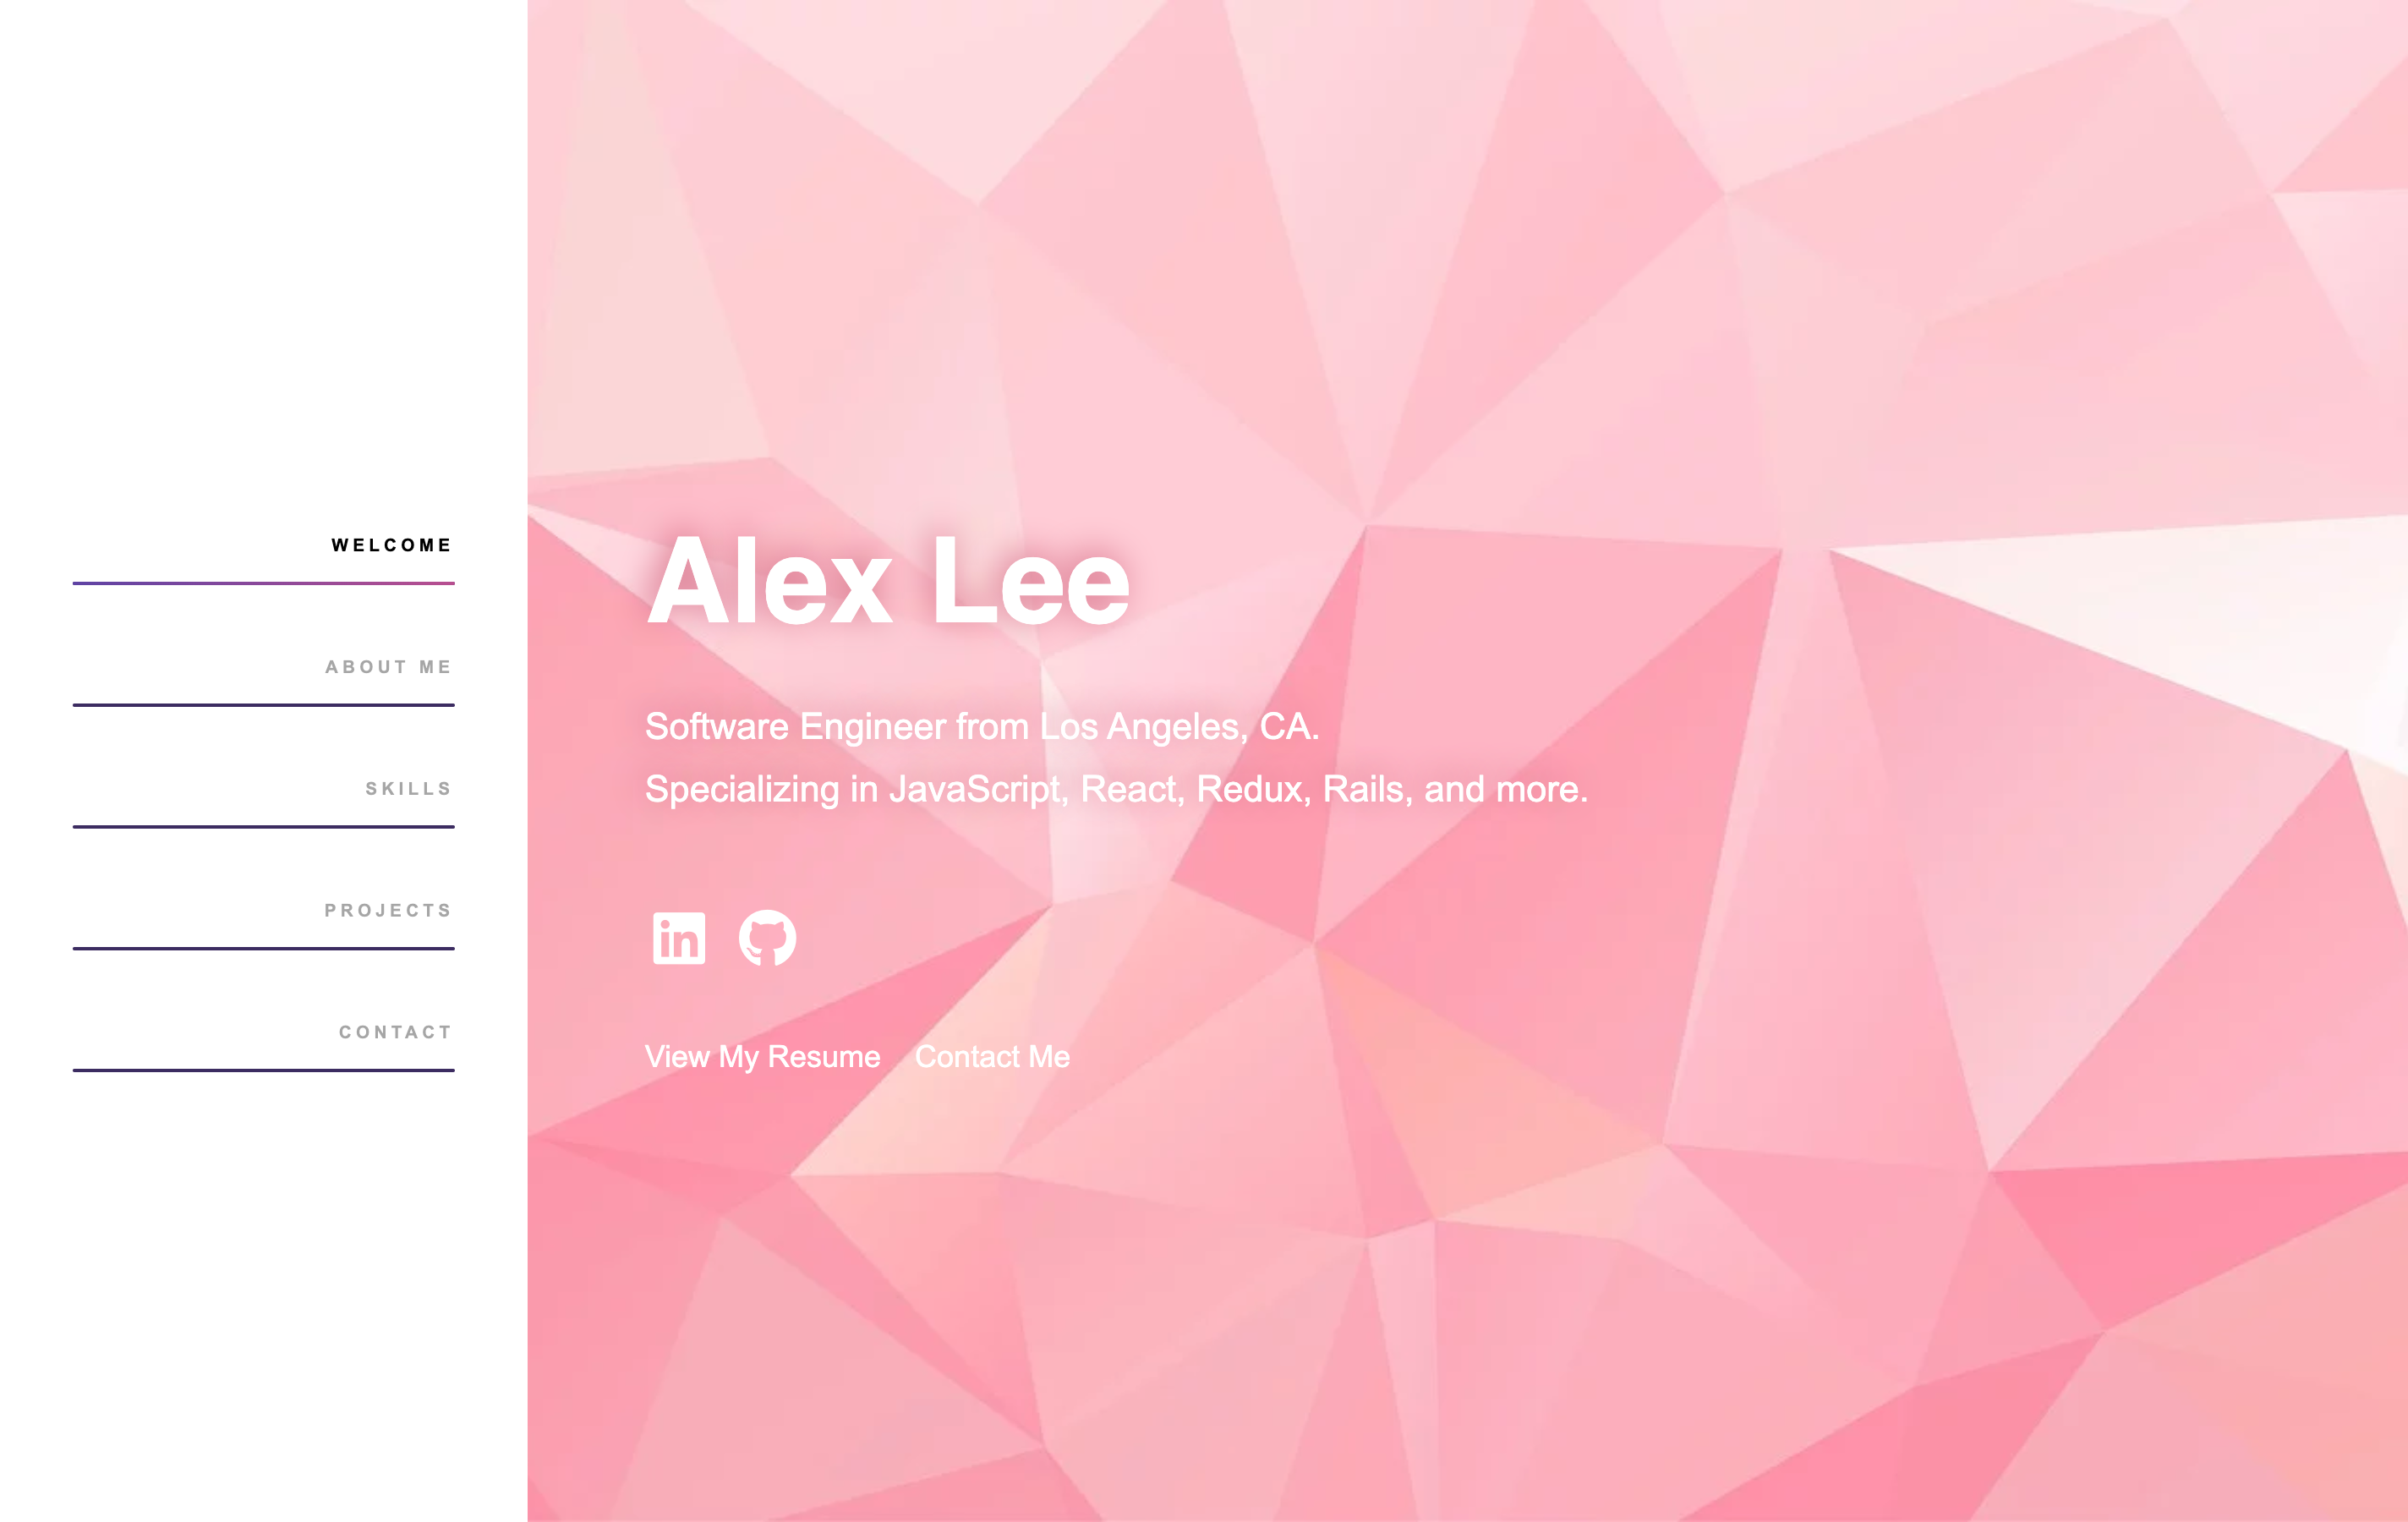 WELCOME
ABOUT ME
SKILLS
PROJECTS
CONTACT
Alex Lee
Software Engineer from Los Angeles, CA.
Specializing in JavaScript, React, Redux, Rails, and more.
in
View My Resume Contact Me